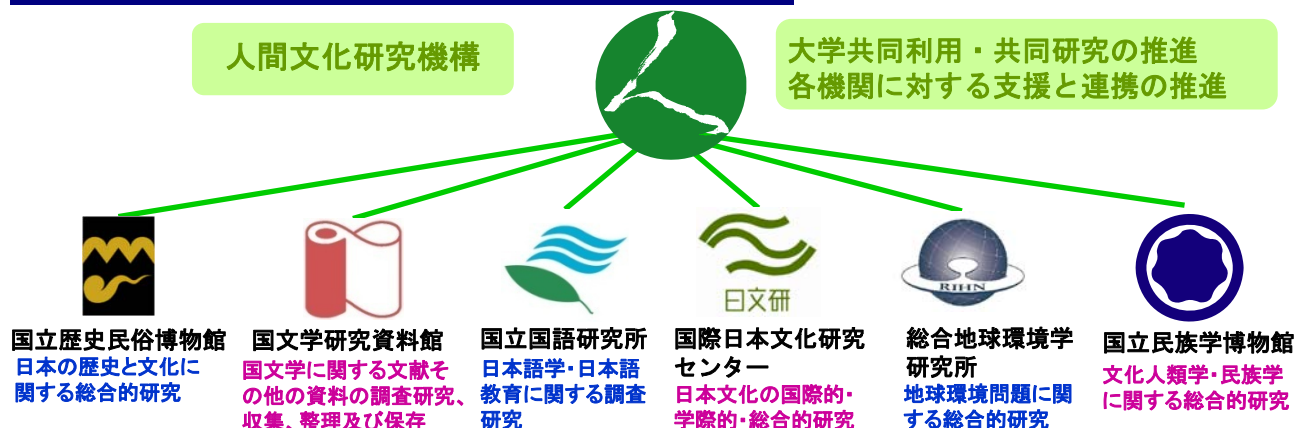 人間文化研究機構
大学共同利用・共同研究の推進
各機関に対する支援と連携の推進
日文研
RIHN
国立歴史民俗博物館
日本の歴史と文化に
関する総合的研究
国文学研究資料館
国文学に関する文献そ
の他の資料の調査研究、
収集、整理及び保存
国立国語研究所
日本語学・日本語
教育に関する調査
研究
国際日本文化研究
センター
日本文化の国際的・
学際的・総合的研究
総合地球環境学
研究所
地球環境問題に関
する総合的研究
国立民族学博物館
文化人類学・民族学
に関する総合的研究